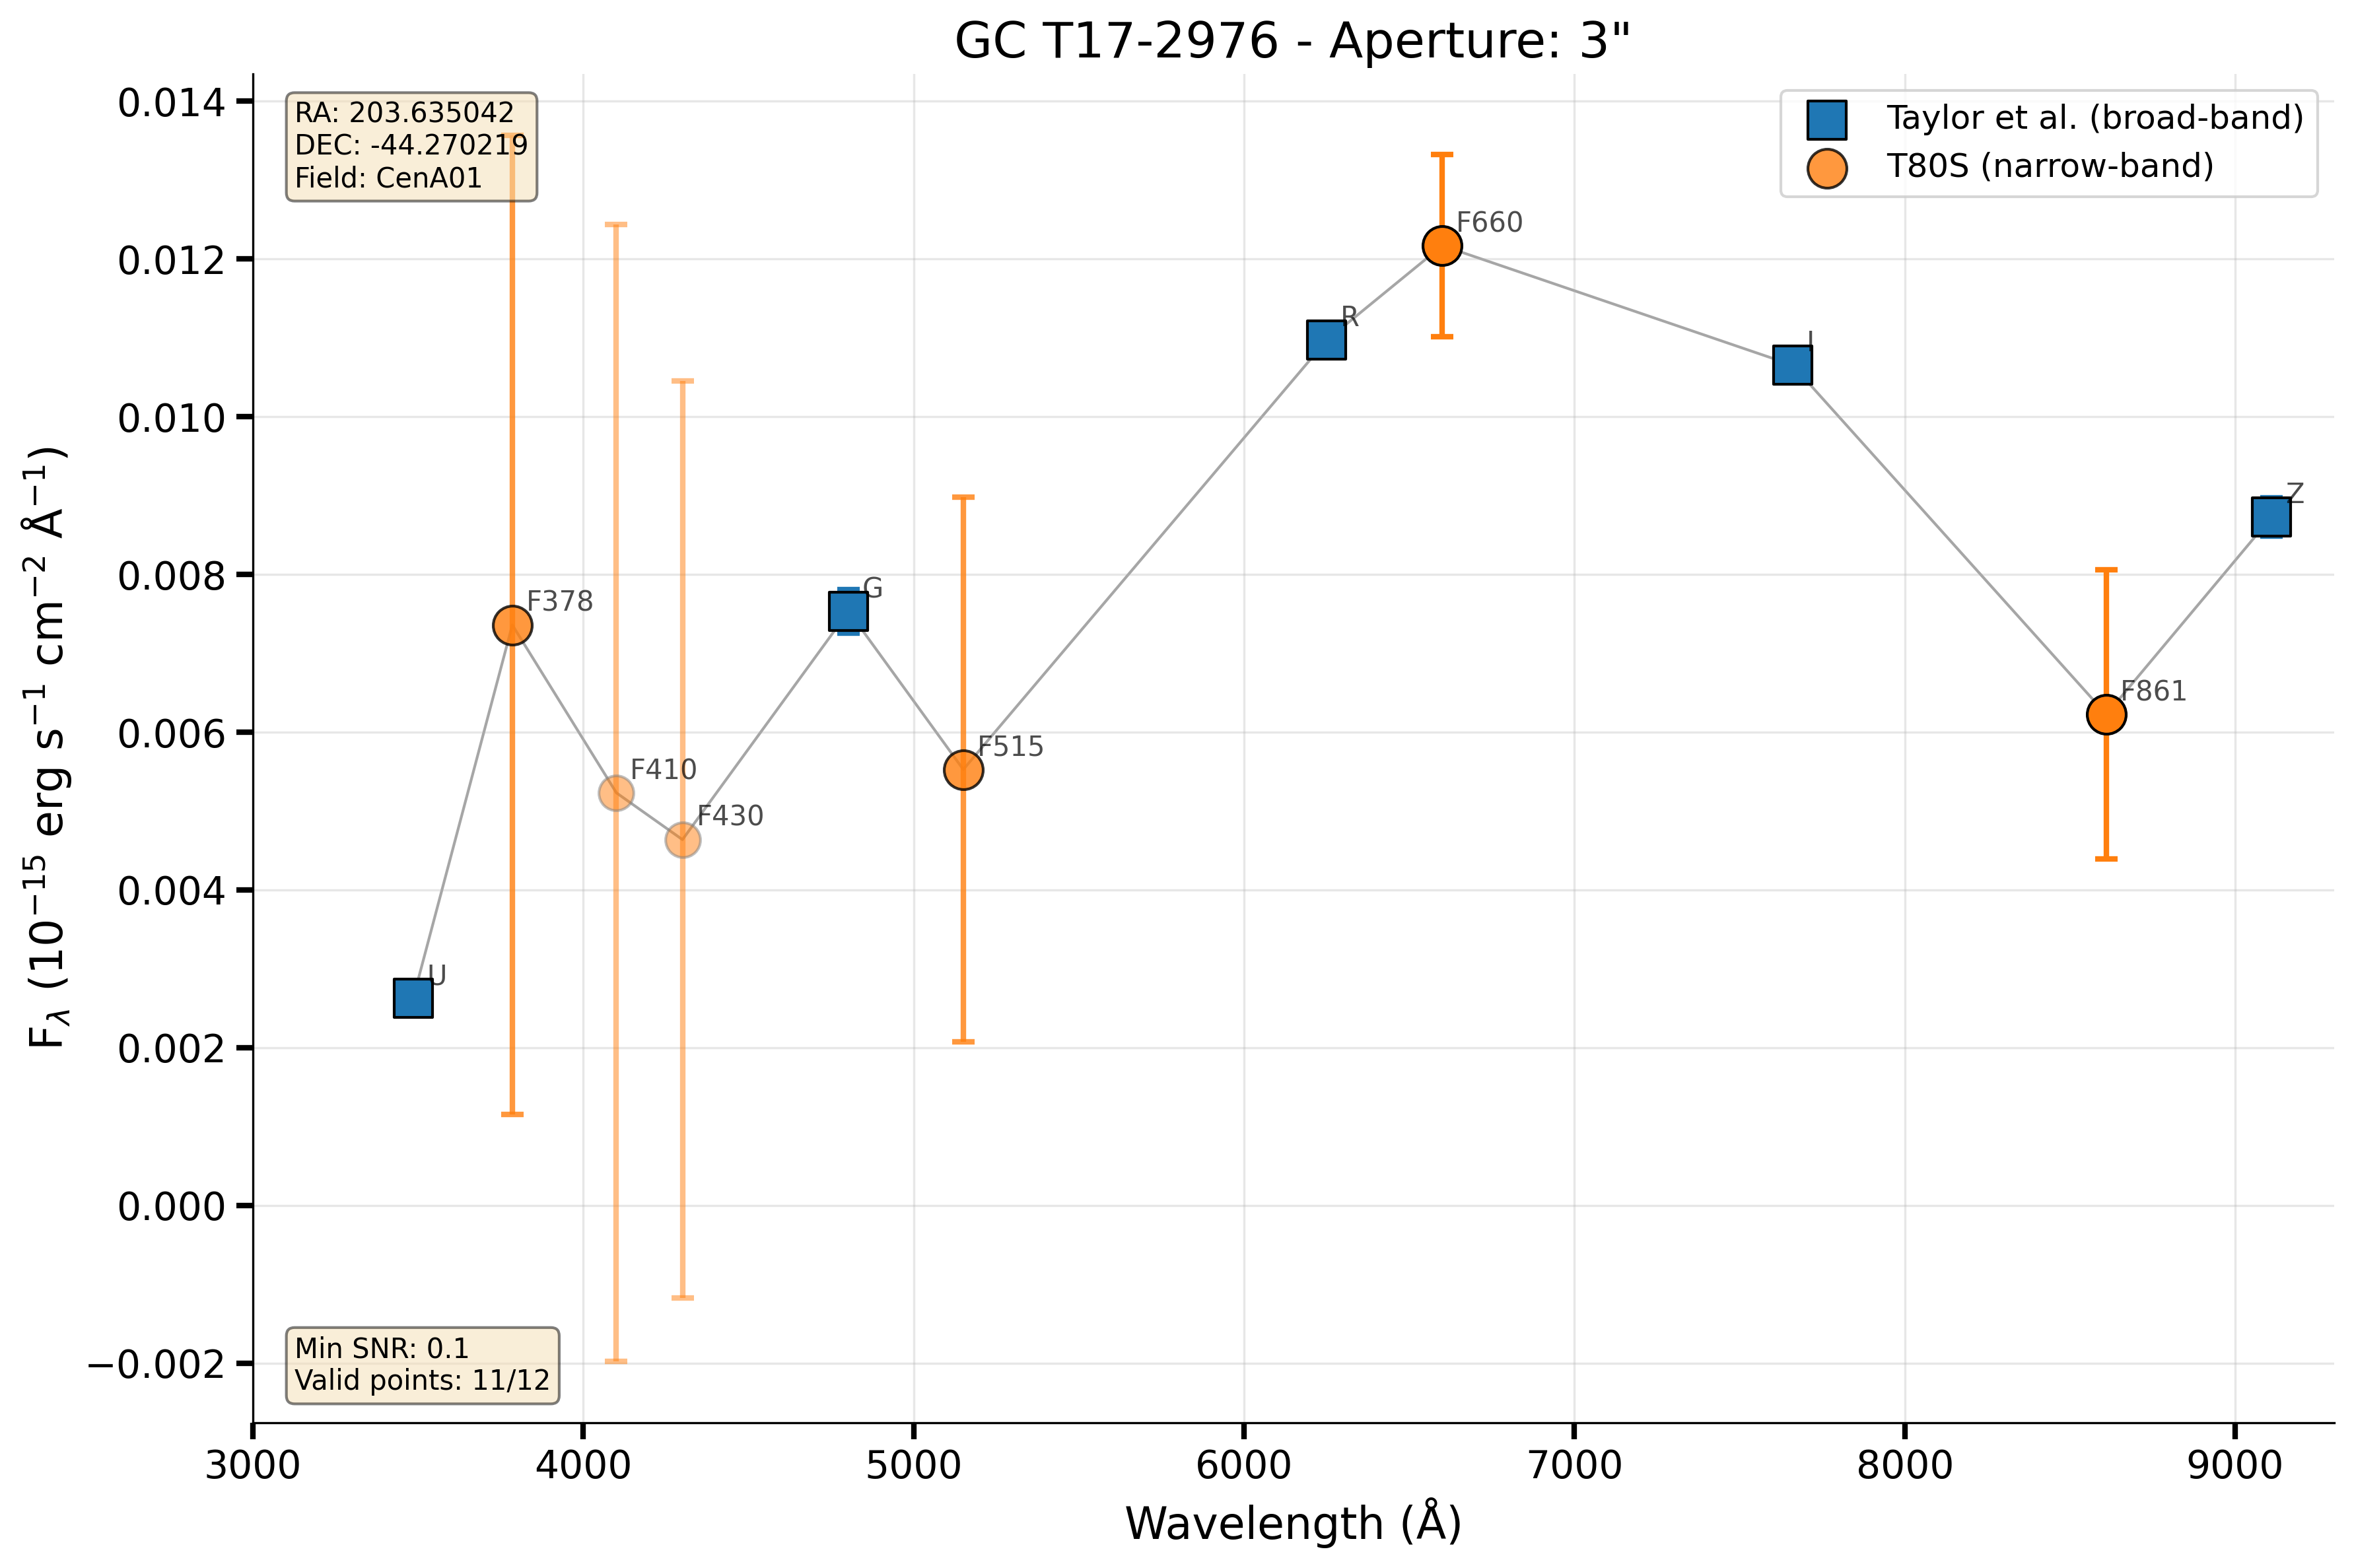 GC T17-2976 - Aperture: 3"
RA: 203.635042
DEC: -44.270219
Field: CenA01
Taylor et al. (broad-band)
T80S (narrow-band)
F$_{\lambda}$ (10$^{-15}$ erg s$^{-1}$ cm$^{-2}$ Å$^{-1}$)
0.014
0.012
0.010
0.008
0.006
0.004
0.002
0.000
−0.002
U
F378
F410
F430
G
F515
R
F660
I
F861
Z
Min SNR: 0.1
Valid points: 11/12
3000 4000 5000 6000 7000 8000 9000
Wavelength (Å)